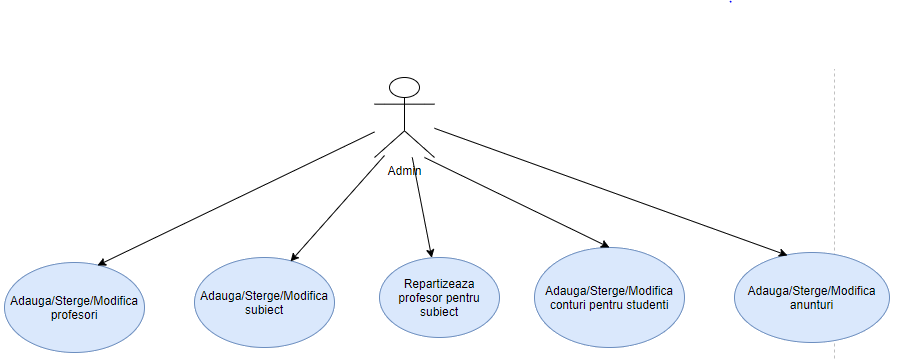 Admin
Adauga/Sterge/Modifica
profesori
Adauga/Sterge/Modifica
subiect
Repartizeaza
profesor pentru
subiect
Adauga/Sterge/Modifica
conturi pentru studenti
Adauga/Sterge/Modifica
anunturi